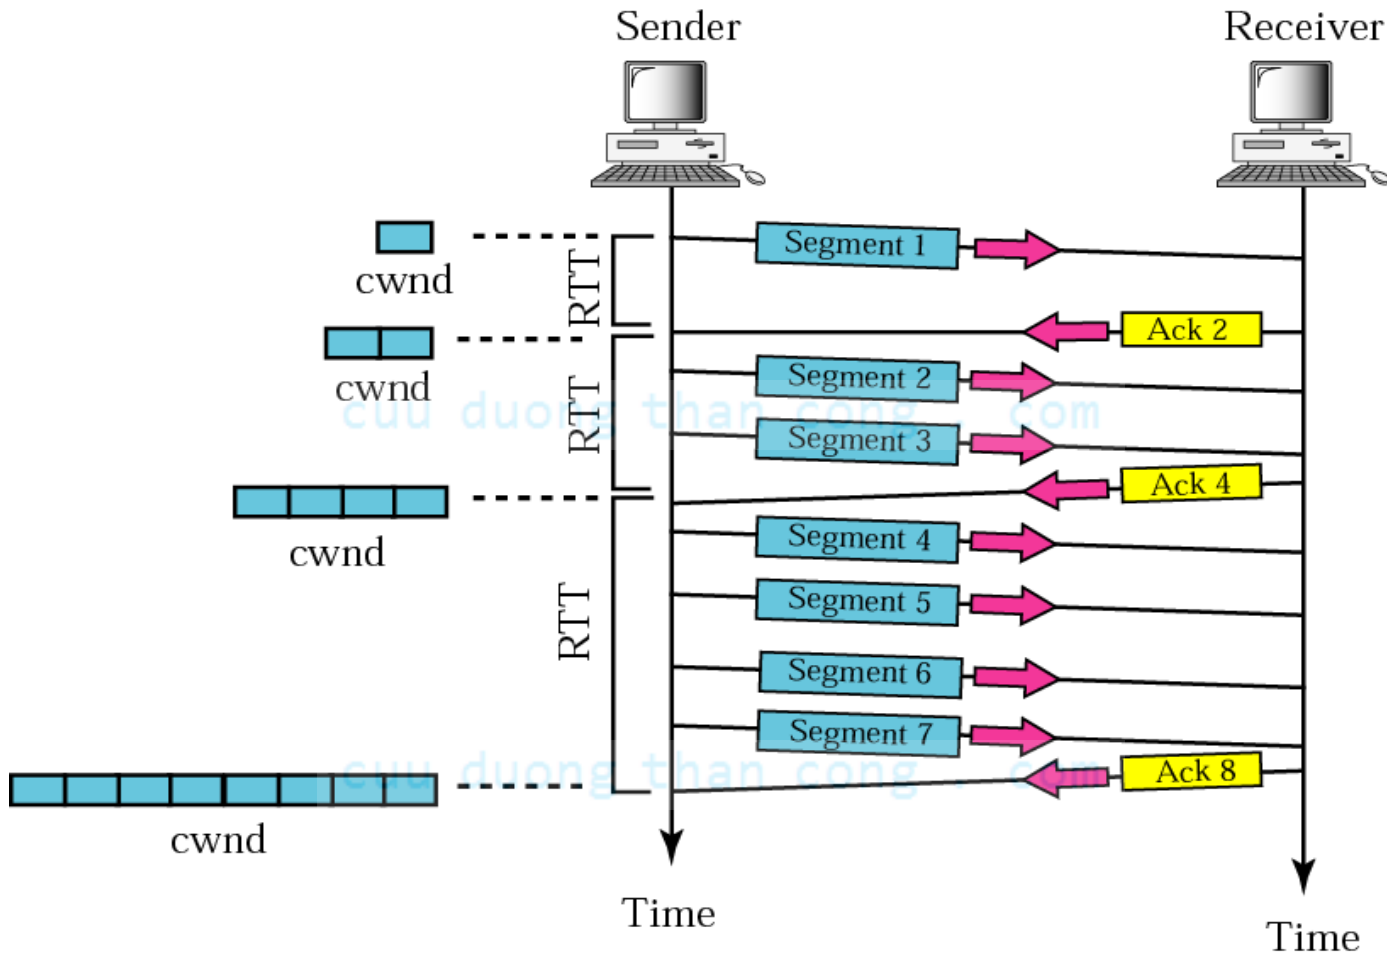 Sender
Receiver
Segment 1
cwnd
RTT
Ack 2
Segment 2
cwnd
RTT
cuu duong than cong . com
Segment 3
Ack 4
Segment 4
cwnd
Segment 5
RTT
Segment 6
Segment 7
cuu duong than cong . com
Ack 8
cwnd
Time
Time